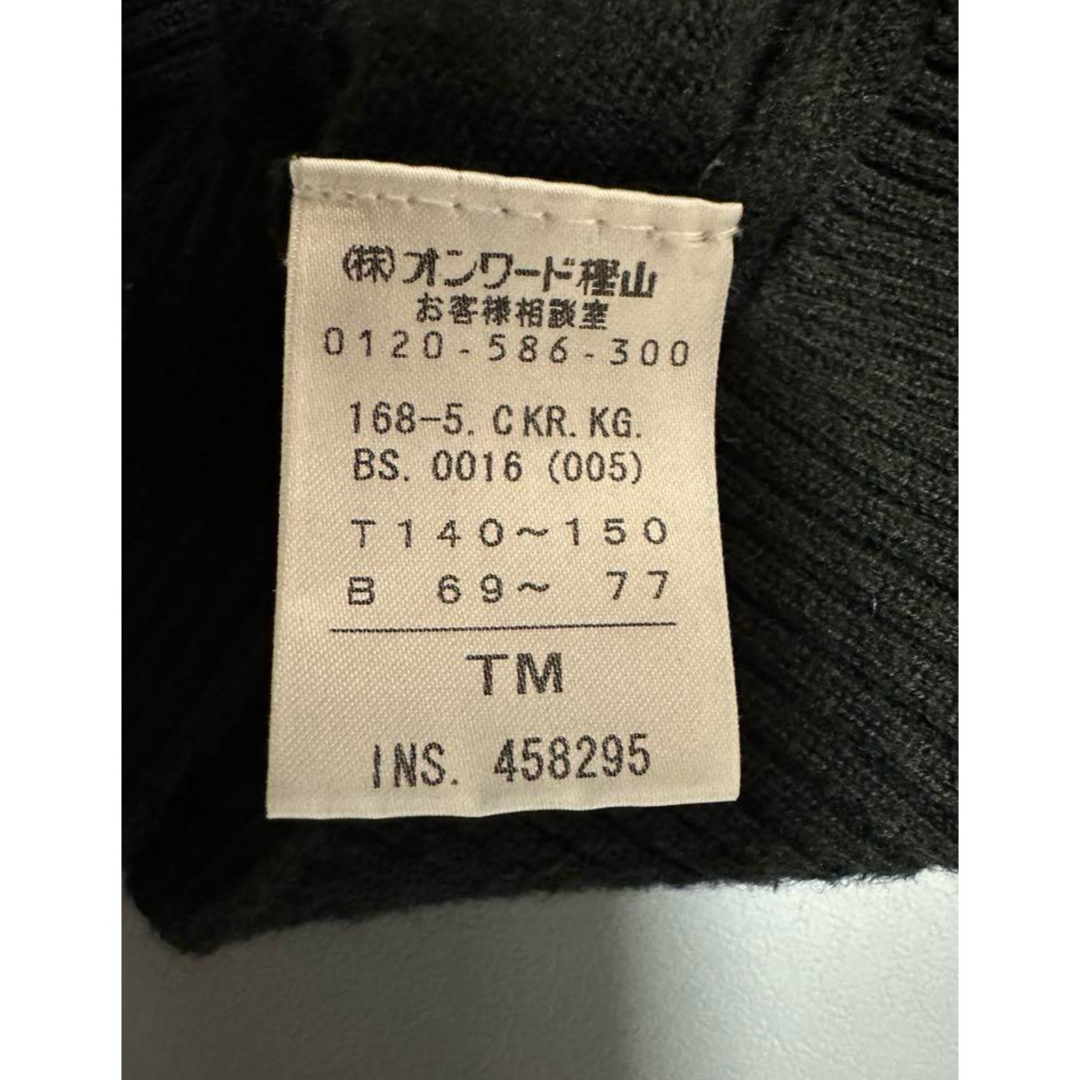 (株)オンワード樫山
お客様相談室
0120-586-300
168-5. CKR. KG.
BS. 0016 (005)
T140~150
B 69~ 77
TM
INS. 458295